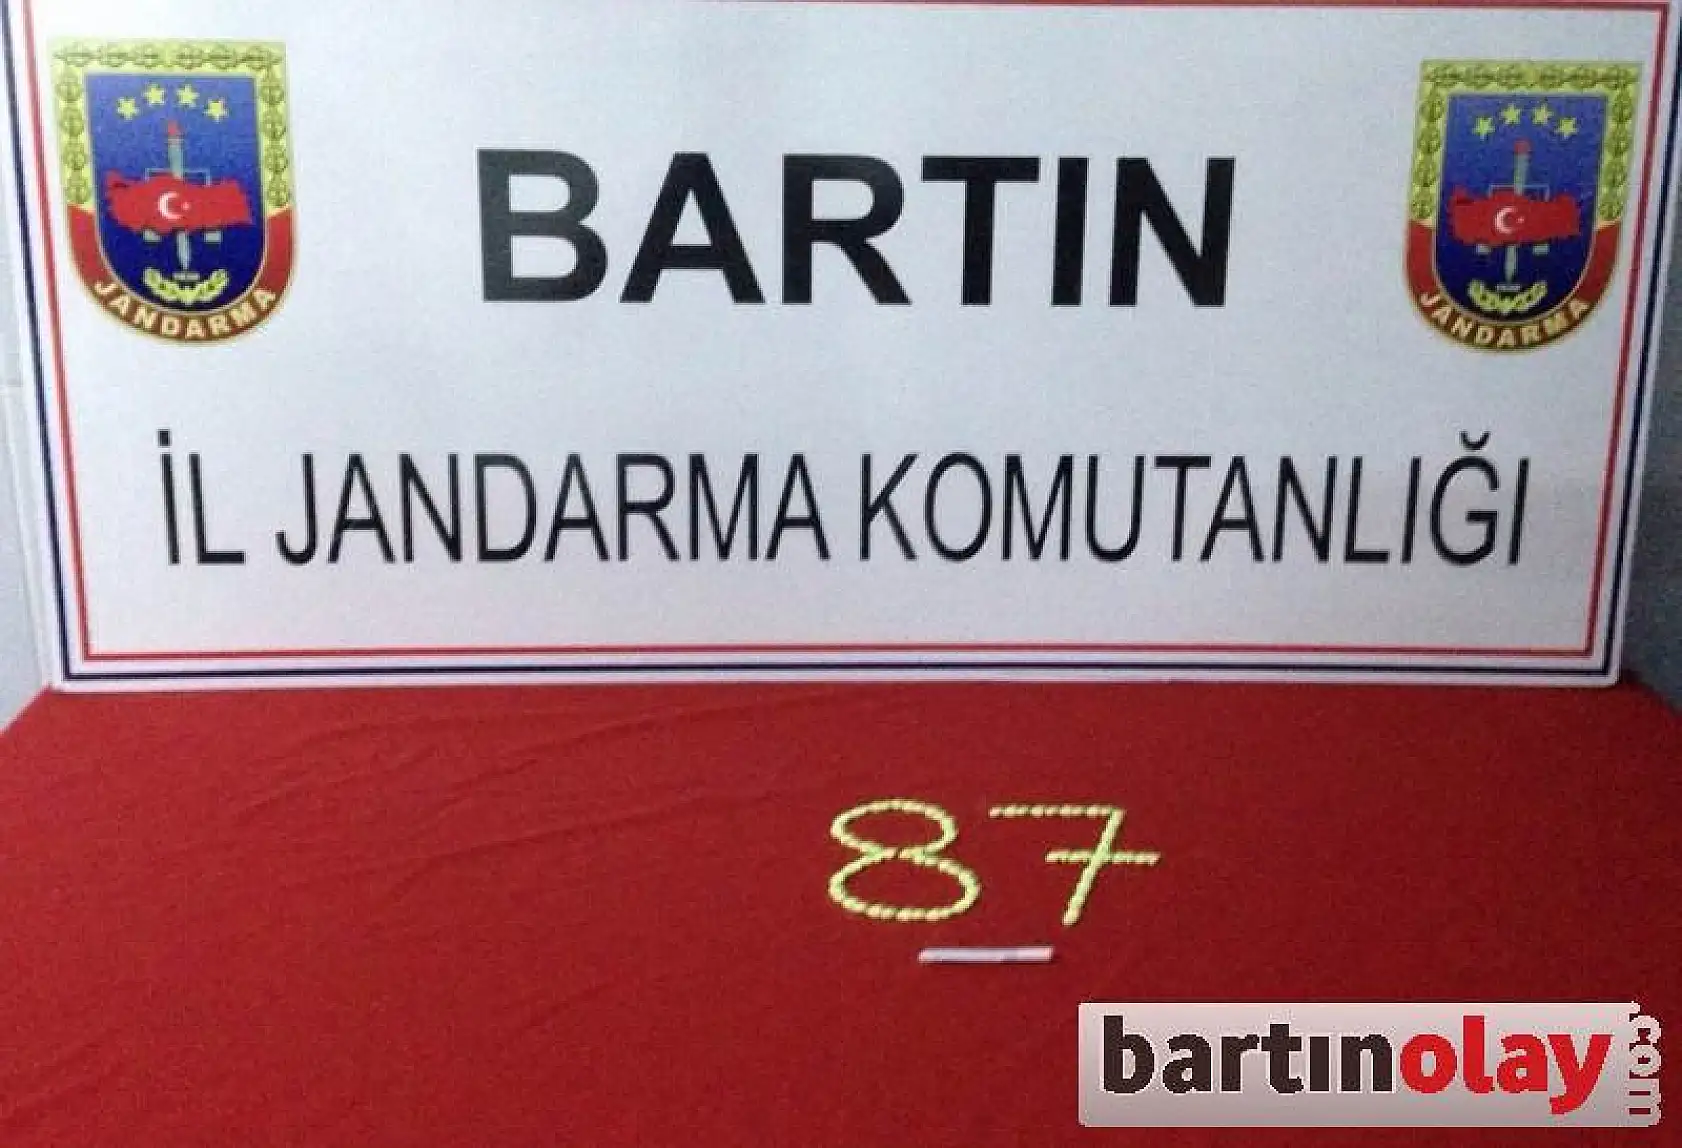 BARTIN
JANDARMA
JANDARMA
İL JANDARMA KOMUTANLIĞI
87
bartınolay.com